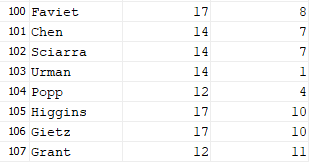 100 Faviet 17 8
101 Chen 14 7
102 Sciarra 14 7
103 Urman 14 1
104 Popp 12 4
105 Higgins 17 10
106 Gietz 17 10
107 Grant 12 11